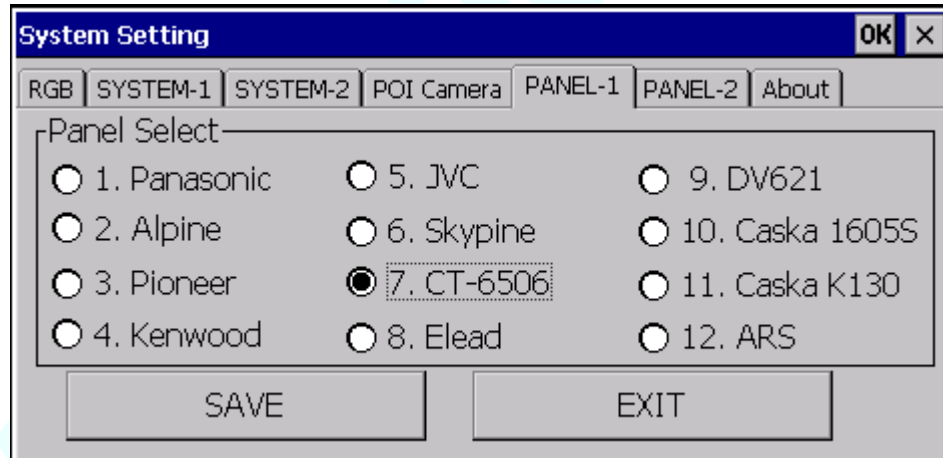 System Setting OK ×
RGB SYSTEM-1 SYSTEM-2 POI Camera PANEL-1 PANEL-2 About
Panel Select
1. Panasonic 5. JVC 9. DV621
2. Alpine 6. Skypine 10. Caska 1605S
3. Pioneer 7. CT-6506 11. Caska K130
4. Kenwood 8. Elead 12. ARS
SAVE EXIT